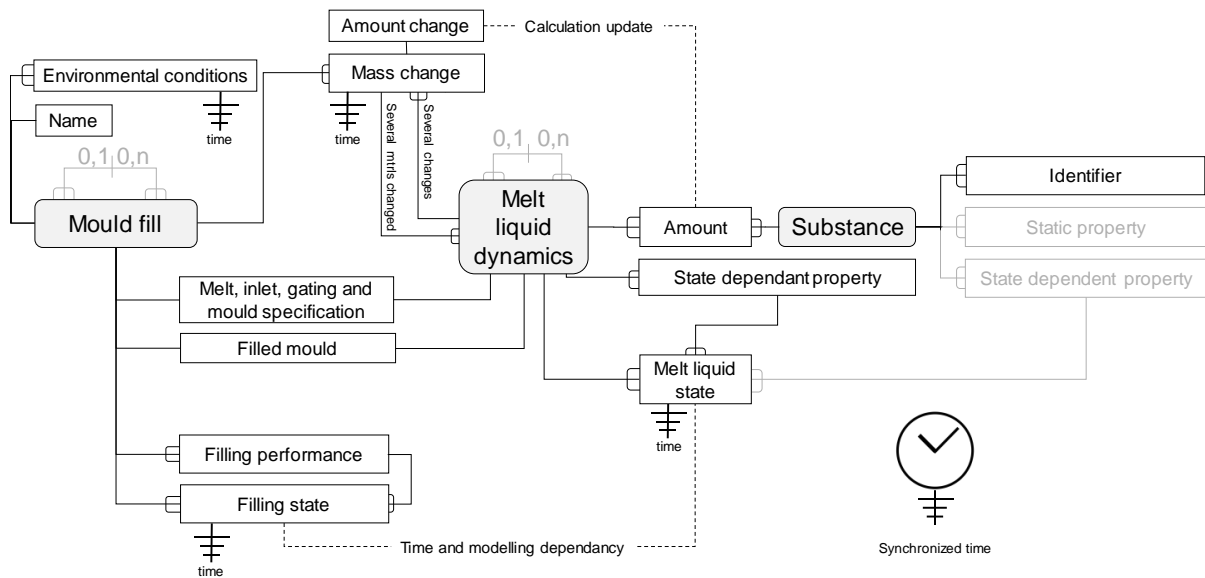 Amount change
Calculation update
Environmental conditions
Mass change
time
time
Name
Several mtrls changed
Several changes
0,1 0,n
0,1 0,n
Mould fill
Melt
liquid
dynamics
Amount
Substance
Identifier
Static property
State dependent property
State dependant property
Melt, inlet, gating and
mould specification
Filled mould
Melt liquid
state
time
Filling performance
Filling state
time
Time and modelling dependancy
Synchronized time